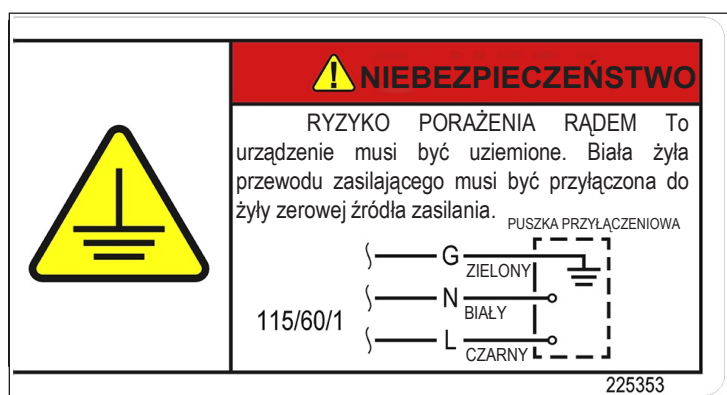 NIEBEZPIECZEŃSTWO
RYZYKO PORAŻENIA RĄDEM To
urządzenie musi być uziemione. Biała żyła
przewodu zasilającego musi być przyłączona do
żyły zerowej źródła zasilania.
PUSZKA PRZYŁĄCZENIOWA
G
ZIELONY
115/60/1
N
BIAŁY
L
CZARNY
225353